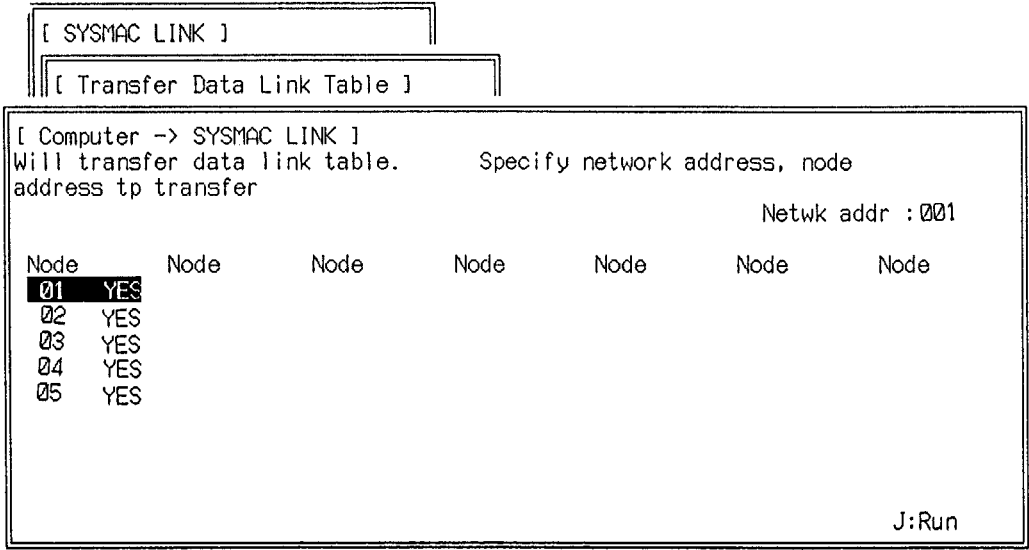 [ SYSMAC LINK ]
[ Transfer Data Link Table ]
[ Computer -> SYSMAC LINK ]
Will transfer data link table. Specify network address, node
address tp transfer
Netwk addr :001
Node Node Node Node Node Node Node
01 YES
02 YES
03 YES
04 YES
05 YES
J:Run